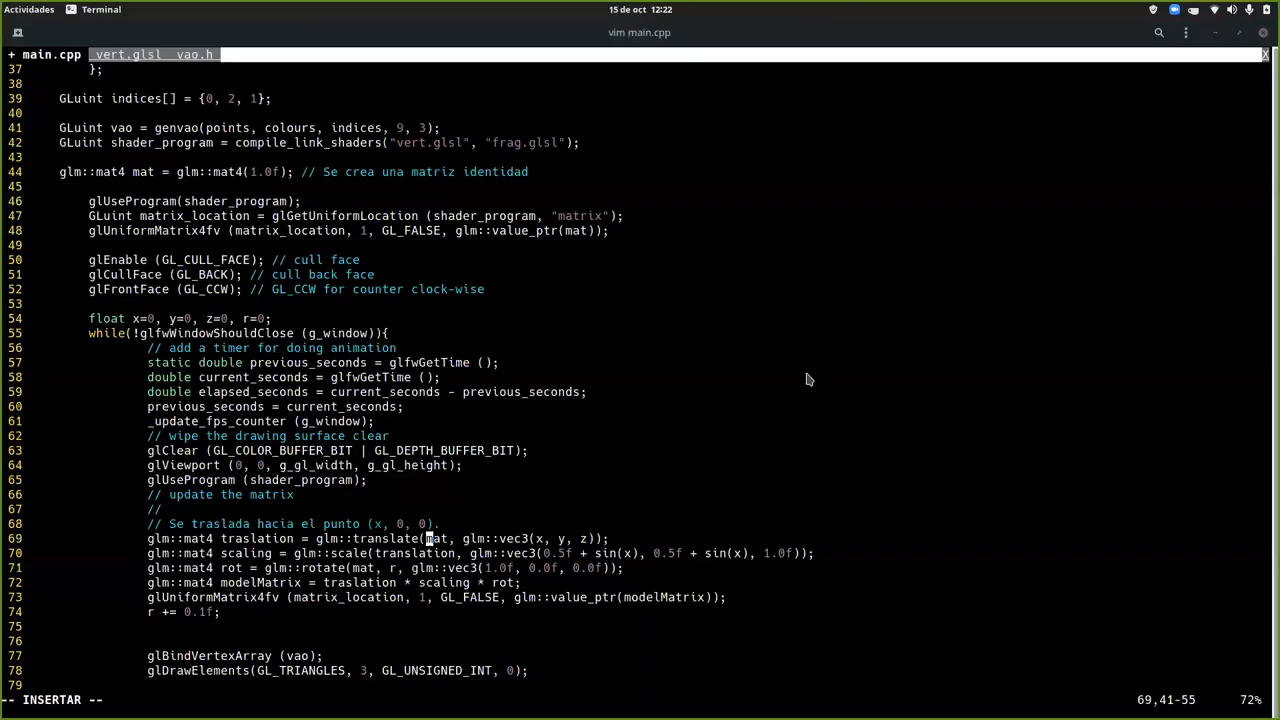 Actividades Terminal 15 de oct 12:22
vim main.cpp
+ main.cpp vert.glsl vao.h X
37 };
38
39 GLuint indices[] = {0, 2, 1};
40
41 GLuint vao = genvao(points, colours, indices, 9, 3);
42 GLuint shader_program = compile_link_shaders("vert.glsl", "frag.glsl");
43
44 glm::mat4 mat = glm::mat4(1.0f); // Se crea una matriz identidad
45
46 glUseProgram(shader_program);
47 GLuint matrix_location = glGetUniformLocation (shader_program, "matrix");
48 glUniformMatrix4fv (matrix_location, 1, GL_FALSE, glm::value_ptr(mat));
49
50 glEnable (GL_CULL_FACE); // cull face
51 glCullFace (GL_BACK); // cull back face
52 glFrontFace (GL_CCW); // GL_CCW for counter clock-wise
53
54 float x=0, y=0, z=0, r=0;
55 while(!glfwWindowShouldClose (g_window)){
56 // add a timer for doing animation
57 static double previous_seconds = glfwGetTime ();
58 double current_seconds = glfwGetTime ();
59 double elapsed_seconds = current_seconds - previous_seconds;
60 previous_seconds = current_seconds;
61 _update_fps_counter (g_window);
62 // wipe the drawing surface clear
63 glClear (GL_COLOR_BUFFER_BIT | GL_DEPTH_BUFFER_BIT);
64 glViewport (0, 0, g_gl_width, g_gl_height);
65 glUseProgram (shader_program);
66 // update the matrix
67 //
68 // Se traslada hacia el punto (x, 0, 0).
69 glm::mat4 traslation = glm::translate(mat, glm::vec3(x, y, z));
70 glm::mat4 scaling = glm::scale(translation, glm::vec3(0.5f + sin(x), 0.5f + sin(x), 1.0f));
71 glm::mat4 rot = glm::rotate(mat, r, glm::vec3(1.0f, 0.0f, 0.0f));
72 glm::mat4 modelMatrix = traslation * scaling * rot;
73 glUniformMatrix4fv (matrix_location, 1, GL_FALSE, glm::value_ptr(modelMatrix));
74 r += 0.1f;
75
76
77 glBindVertexArray (vao);
78 glDrawElements(GL_TRIANGLES, 3, GL_UNSIGNED_INT, 0);
79
-- INSERTAR -- 69,41-55 72%